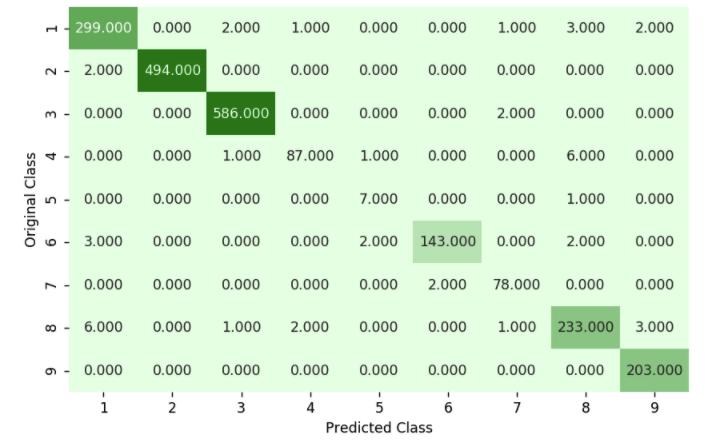 1 299.000 0.000 2.000 1.000 0.000 0.000 1.000 3.000 2.000
2 2.000 494.000 0.000 0.000 0.000 0.000 0.000 0.000 0.000
3 0.000 0.000 586.000 0.000 0.000 0.000 2.000 0.000 0.000
4 0.000 0.000 1.000 87.000 1.000 0.000 0.000 6.000 0.000
5 0.000 0.000 0.000 0.000 7.000 0.000 0.000 1.000 0.000
6 3.000 0.000 0.000 0.000 2.000 143.000 0.000 2.000 0.000
7 0.000 0.000 0.000 0.000 0.000 2.000 78.000 0.000 0.000
8 6.000 0.000 1.000 2.000 0.000 0.000 1.000 233.000 3.000
9 0.000 0.000 0.000 0.000 0.000 0.000 0.000 0.000 203.000
Original Class
1 2 3 4 5 6 7 8 9
Predicted Class